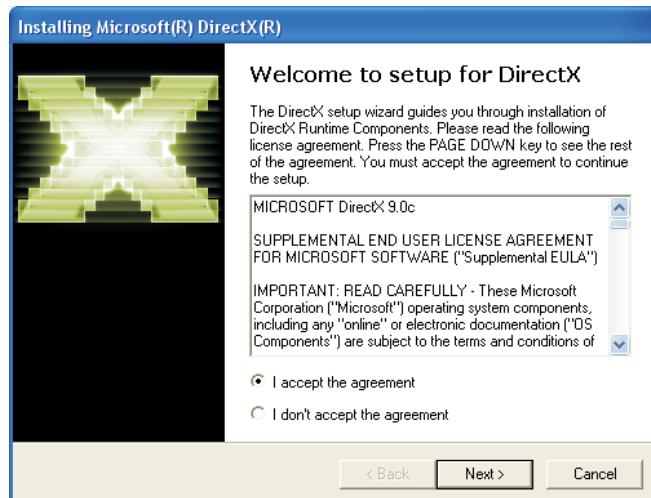 Installing Microsoft(R) DirectX(R)
Welcome to setup for DirectX
The DirectX setup wizard guides you through installation of
DirectX Runtime Components. Please read the following
license agreement. Press the PAGE DOWN key to see the rest
of the agreement. You must accept the agreement to continue
the setup.
MICROSOFT DirectX 9.0c
SUPPLEMENTAL END USER LICENSE AGREEMENT
FOR MICROSOFT SOFTWARE ("Supplemental EULA")
IMPORTANT: READ CAREFULLY - These Microsoft
Corporation ("Microsoft") operating system components,
including any "online" or electronic documentation ("OS
Components") are subject to the terms and conditions of
I accept the agreement
I don't accept the agreement
< Back Next > Cancel